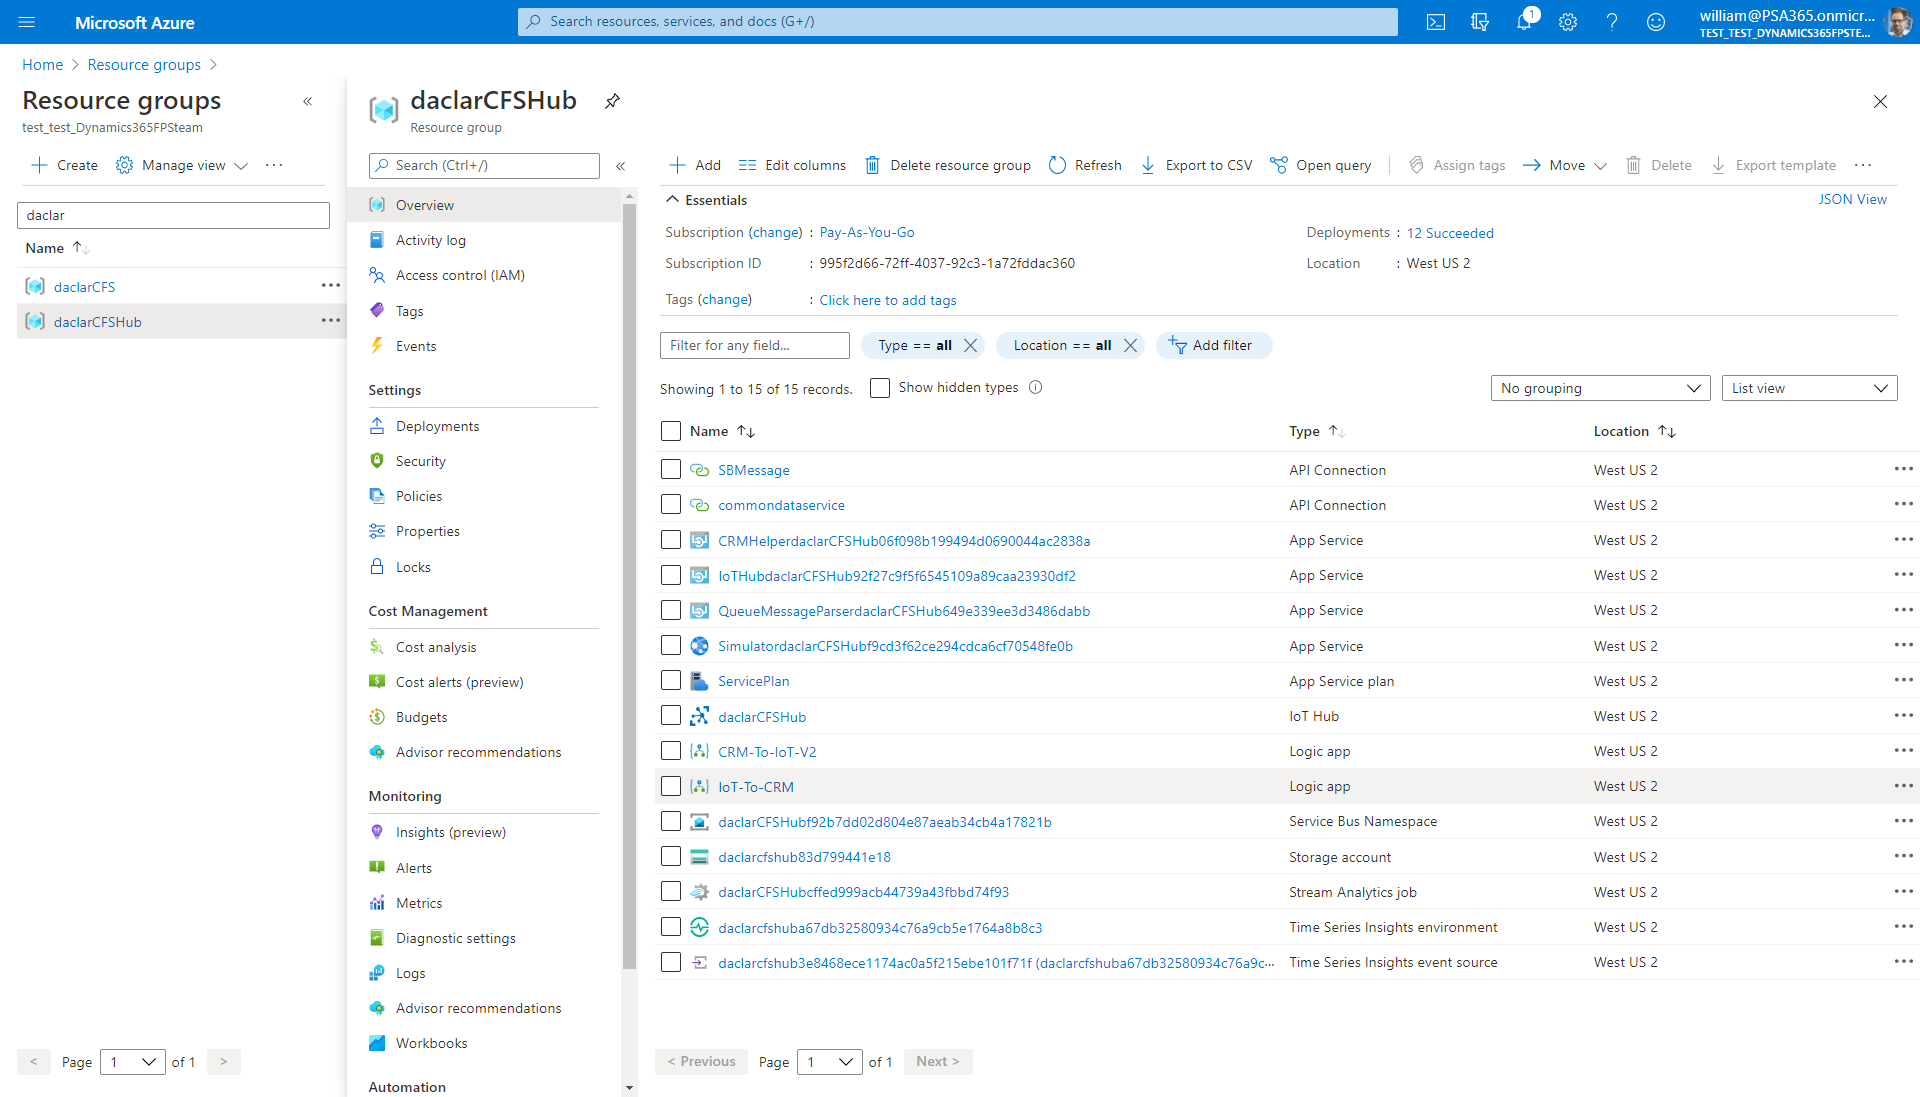 Microsoft Azure
Search resources, services, and docs (G+/)
1
william@PSA365.onmicr...
TEST_TEST_DYNAMICS365FPSTE...
Home > Resource groups >
Resource groups
test_test_Dynamics365FPSteam
Create
Manage view
daclar
Name
daclarCFS
daclarCFSHub
< Page 1 of 1 >
daclarCFSHub
Resource group
Search (Ctrl+/)
Overview
Activity log
Access control (IAM)
Tags
Events
Settings
Deployments
Security
Policies
Properties
Locks
Cost Management
Cost analysis
Cost alerts (preview)
Budgets
Advisor recommendations
Monitoring
Insights (preview)
Alerts
Metrics
Diagnostic settings
Logs
Advisor recommendations
Workbooks
Automation
Add Edit columns Delete resource group Refresh Export to CSV Open query Assign tags Move Delete Export template
Essentials
JSON View
Subscription (change) : Pay-As-You-Go
Deployments : 12 Succeeded
Subscription ID : 995f2d66-72ff-4037-92c3-1a72fddac360
Location : West US 2
Tags (change) : Click here to add tags
Filter for any field... Type == all Location == all Add filter
Showing 1 to 15 of 15 records. Show hidden types
No grouping List view
Name Type Location
SBMessage API Connection West US 2
commondataservice API Connection West US 2
CRMHelperdaclarCFSHub06f098b199494d0690044ac2838a App Service West US 2
IoTHubdaclarCFSHub92f27c9f5f6545109a89caa23930df2 App Service West US 2
QueueMessageParserdaclarCFSHub649e339ee3d3486dabb App Service West US 2
SimulatordaclarCFSHubf9cd3f62ce294cdca6cf70548fe0b App Service West US 2
ServicePlan App Service plan West US 2
daclarCFSHub IoT Hub West US 2
CRM-To-IoT-V2 Logic app West US 2
IoT-To-CRM Logic app West US 2
daclarCFSHubf92b7dd02d804e87aeab34cb4a17821b Service Bus Namespace West US 2
daclarcfshub83d799441e18 Storage account West US 2
daclarCFSHubcffed999acb44739a43fbbd74f93 Stream Analytics job West US 2
daclarcfshuba67db32580934c76a9cb5e1764a8b8c3 Time Series Insights environment West US 2
daclarcfshub3e8468ece1174ac0a5f215ebe101f71f (daclarcfshuba67db32580934c76a9c... Time Series Insights event source West US 2
< Previous Page 1 of 1 Next >